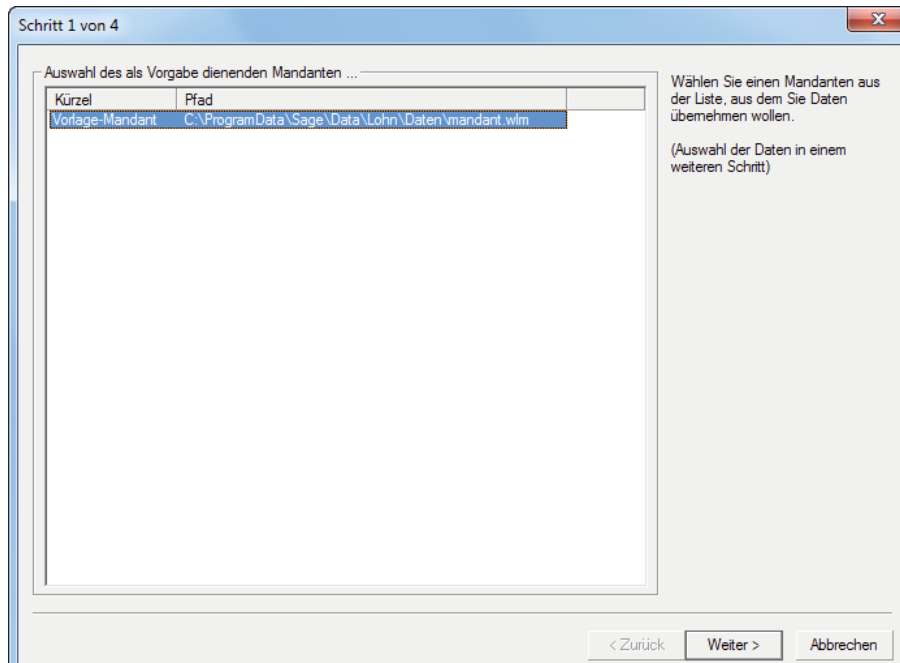 Schritt 1 von 4
Auswahl des als Vorgabe dienenden Mandanten ...
Kürzel Pfad
Vorlage-Mandant C:\ProgramData\Sage\Data\Lohn\Daten\mandant.wlm
Wählen Sie einen Mandanten aus
der Liste, aus dem Sie Daten
übernehmen wollen.
(Auswahl der Daten in einem
weiteren Schritt)
< Zurück Weiter > Abbrechen